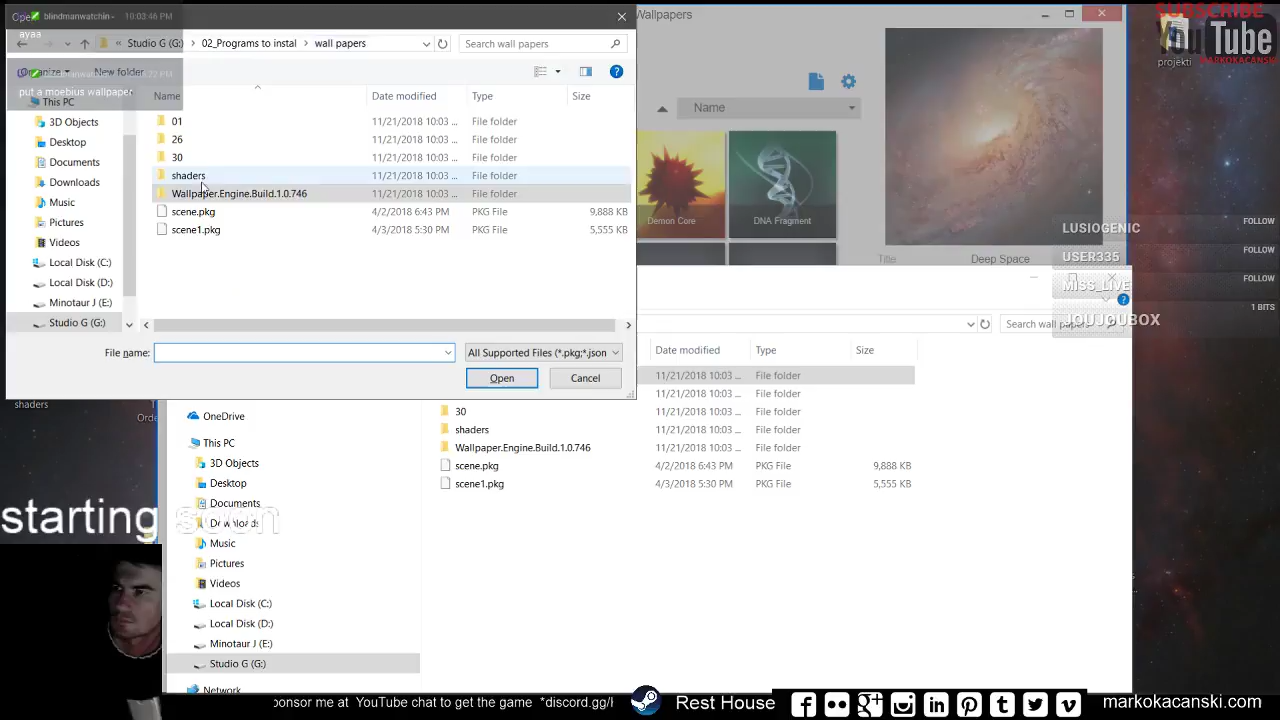 Open
blindmanwatchin -
10:03:46 PM
ayaa
Wallpapers
SUBSCRIBE
YouTube
MARKOKACANSKI.COM
projekti
« Studio G (G:) > 02_Programs to instal > wall papers
Search wall papers
Organize
New folder
put a moebius wallpaper
Name
Date modified
Type
Size
Name
This PC
3D Objects
Desktop
Documents
Downloads
Music
Pictures
Videos
Local Disk (C:)
Local Disk (D:)
Minotaur J (E:)
Studio G (G:)
01 11/21/2018 10:03 ... File folder
26 11/21/2018 10:03 ... File folder
30 11/21/2018 10:03 ... File folder
shaders 11/21/2018 10:03 ... File folder
Wallpaper.Engine.Build.1.0.746 11/21/2018 10:03 ... File folder
scene.pkg 4/2/2018 6:43 PM PKG File 9,888 KB
scene1.pkg 4/3/2018 5:30 PM PKG File 5,555 KB
File name:
All Supported Files (*.pkg;*.json
Open
Cancel
Demon Core
DNA Fragment
Title
Deep Space
LUSIOGENIC FOLLOW
USER335 FOLLOW
MISS_LIVE FOLLOW
JOUJOUBOX 1 BITS
Search wall papers
Date modified
Type
Size
11/21/2018 10:03 ... File folder
11/21/2018 10:03 ... File folder
30 11/21/2018 10:03 ... File folder
shaders 11/21/2018 10:03 ... File folder
Wallpaper.Engine.Build.1.0.746 11/21/2018 10:03 ... File folder
scene.pkg 4/2/2018 6:43 PM PKG File 9,888 KB
scene1.pkg 4/3/2018 5:30 PM PKG File 5,555 KB
shaders
Orde
OneDrive
This PC
3D Objects
Desktop
Documents
Downloads
Music
Pictures
Videos
Local Disk (C:)
Local Disk (D:)
Minotaur J (E:)
Studio G (G:)
Network
starting soon
ponsor me at YouTube chat to get the game *discord.gg/l
Rest House
markokacanski.com